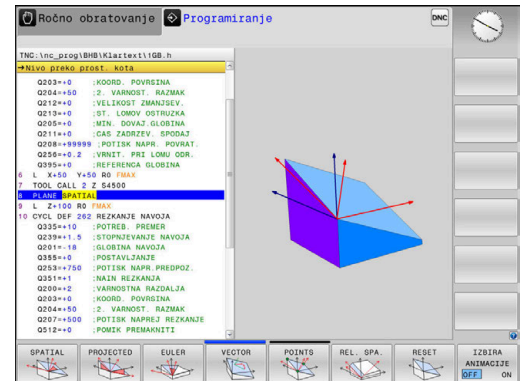 Ročno obratovanje
Programiranje
DNC
TNC:\nc_prog\BHB\Klartext\1GB.h
→Nivo preko prost. kota
Q203=+0 ;KOORD. POVRSINA
Q204=+50 ;2. VARNOST. RAZMAK
Q212=+0 ;VELIKOST ZMANJSEV.
Q213=+0 ;ST. LOMOV OSTRUZKA
Q205=+0 ;MIN. DOVAJ.GLOBINA
Q211=+0 ;CAS ZADRZEV. SPODAJ
Q208=+99999 ;POTISK NAPR. POVRAT.
Q256=+0.2 ;VRNIT. PRI LOMU ODR.
Q395=+0 ;REFERENCA GLOBINA
6 L X+50 Y+50 R0 FMAX
7 TOOL CALL 2 Z S4500
8 PLANE SPATIAL
9 L Z+100 R0 FMAX
10 CYCL DEF 262 REZKANJE NAVOJA
Q335=+10 ;POTREB. PREMER
Q239=+1.5 ;STOPNJEVANJE NAVOJA
Q201=-18 ;GLOBINA NAVOJA
Q355=+0 ;POSTAVLJANJE
Q253=+750 ;POTISK NAPR.PREDPOZ.
Q351=+1 ;NAIN REZKANJA
Q200=+2 ;VARNOSTNA RAZDALJA
Q203=+0 ;KOORD. POVRSINA
Q204=+50 ;2. VARNOST. RAZMAK
Q207=+500 ;POTISK NAPREJ REZKANJE
Q512=+0 ;POMIK PREMAKNITI
SPATIAL
PROJECTED
EULER
VECTOR
POINTS
REL. SPA.
RESET
IZBIRA
ANIMACIJE
OFF ON